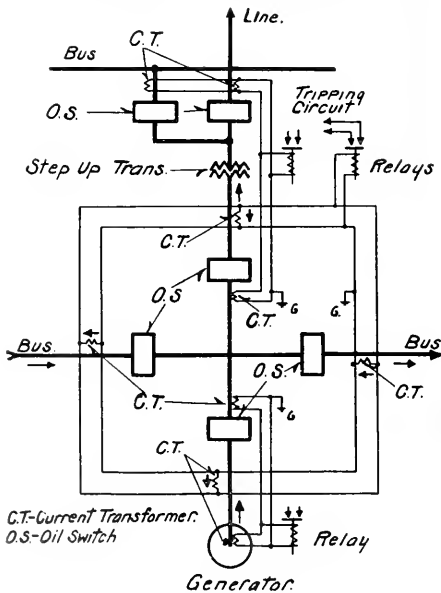 Line.
Bus
C.T.
O.S.
Tripping
Circuit
Step Up Trans.
Relays
C.T.
O.S
C.T.
G.
G.
Bus.
Bus
C.T.
O.S.
C.T.
G
C.T.
C.T.-Current Transformer.
O.S.-Oil Switch
Relay
Generator.